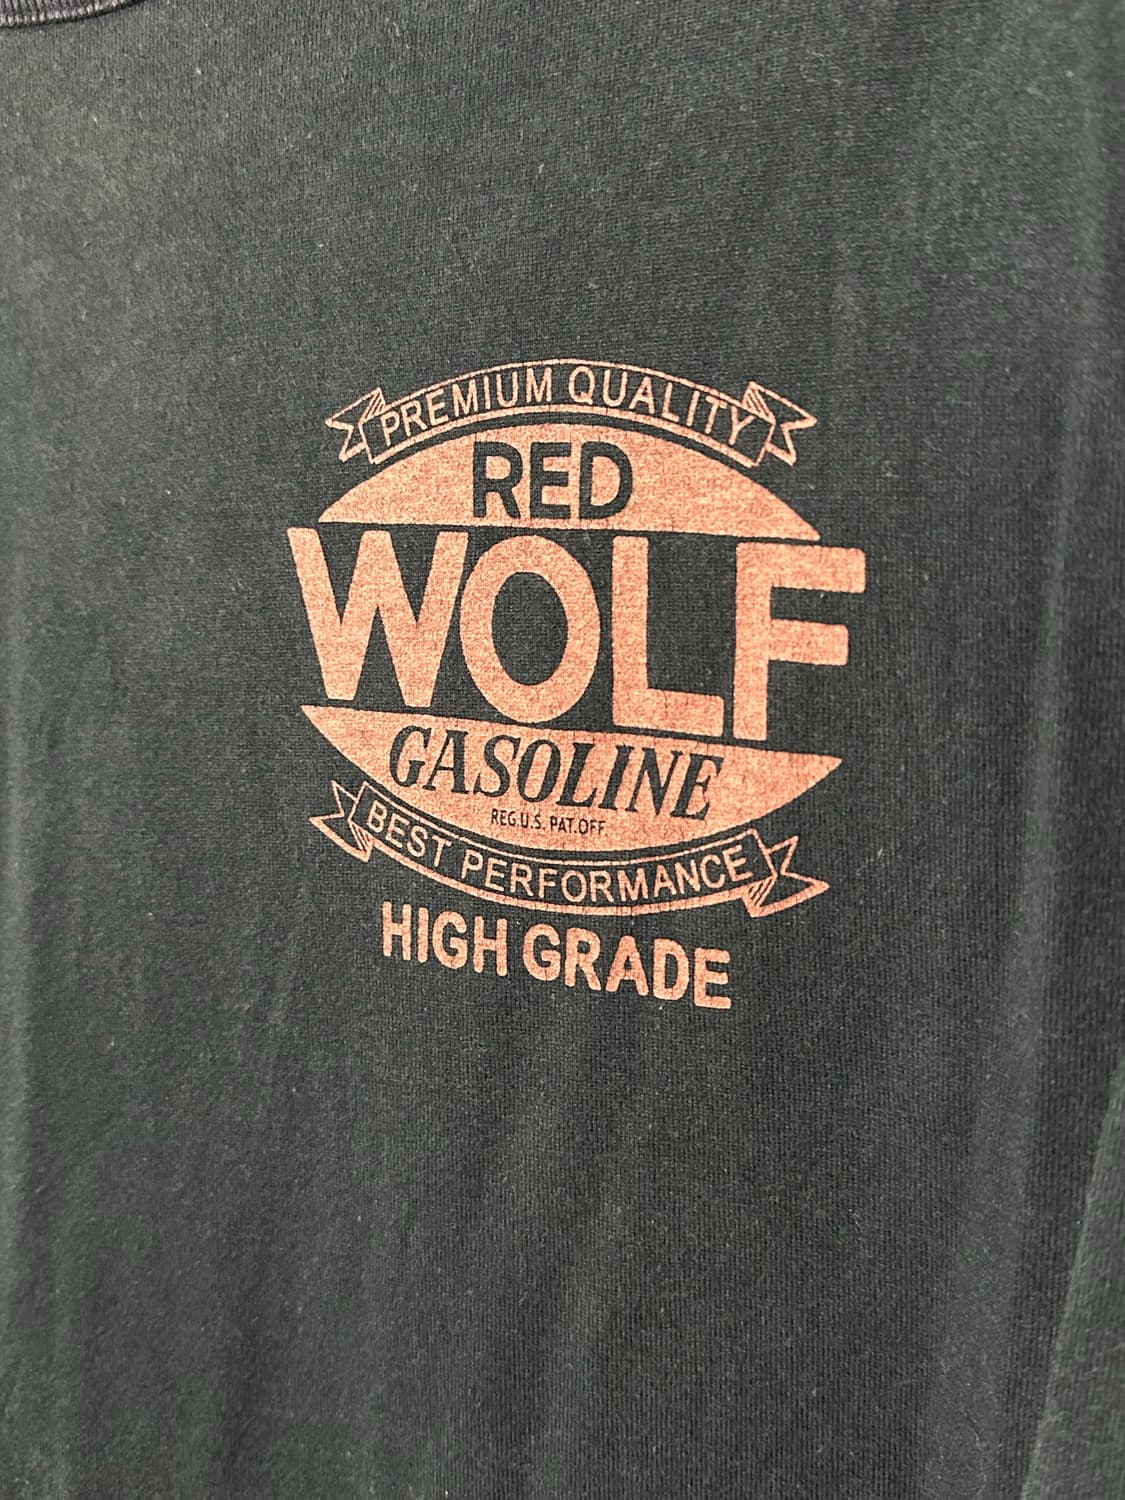 PREMIUM QUALITY
RED
WOLF
GASOLINE
REG.U.S. PAT.OFF.
BEST PERFORMANCE
HIGH GRADE